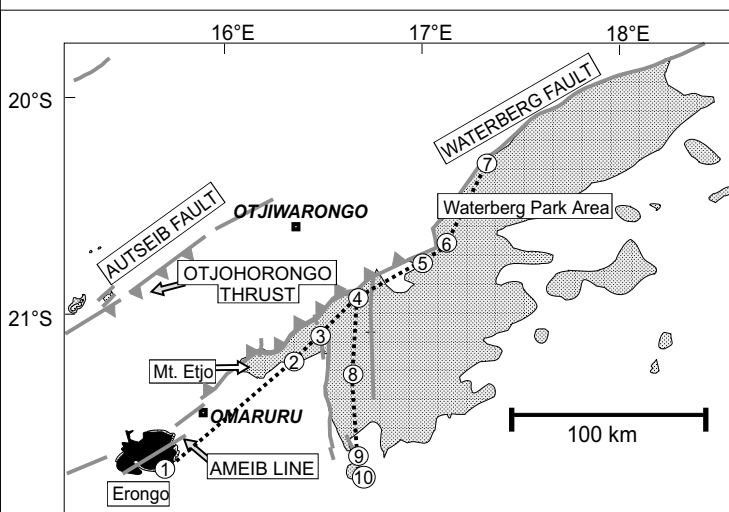 16°E
17°E
18°E
20°S
WATERBERG FAULT
7
AUTSEIB FAULT
OTJIWARONGO
Waterberg Park Area
6
5
OTJOHORONGO
THRUST
4
21°S
3
2
Mt. Etjo
8
OMARURU
100 km
1
AMEIB LINE
9
10
Erongo